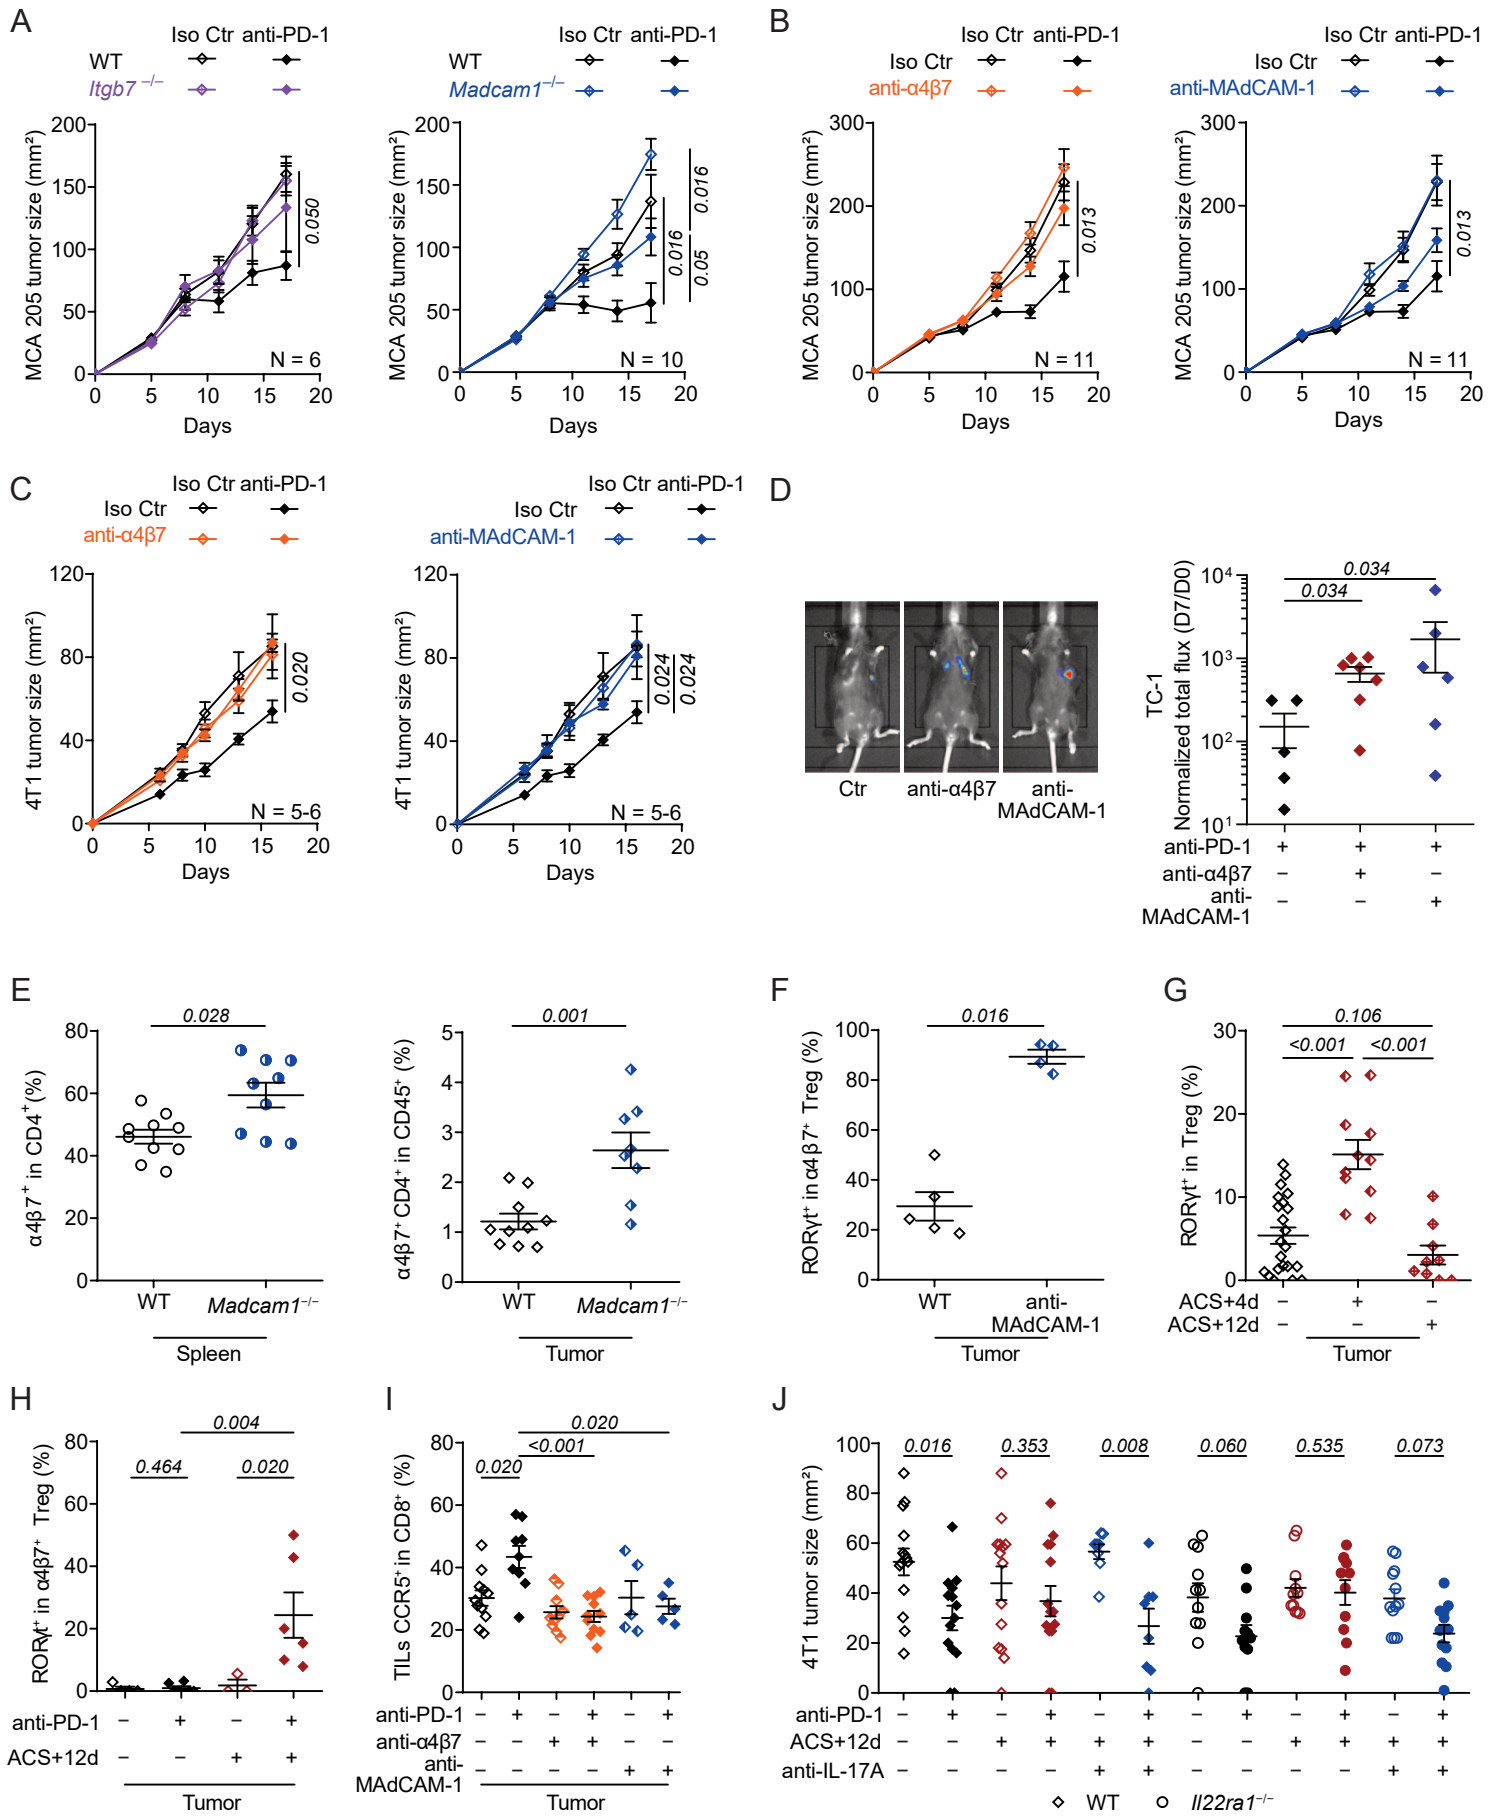 A
Iso Ctr anti-PD-1
WT
Itgb7 −/−
MCA 205 tumor size (mm²)
200
150
100
50
0
0 5 10 15 20
Days
N = 6
0.050
Iso Ctr anti-PD-1
WT
Madcam1−/−
MCA 205 tumor size (mm²)
200
150
100
50
0
0 5 10 15 20
Days
N = 10
0.016
0.016
0.05
B
Iso Ctr anti-PD-1
Iso Ctr
anti-α4β7
MCA 205 tumor size (mm²)
300
200
100
0
0 5 10 15 20
Days
N = 11
0.013
Iso Ctr anti-PD-1
Iso Ctr
anti-MAdCAM-1
MCA 205 tumor size (mm²)
300
200
100
0
0 5 10 15 20
Days
N = 11
0.013
C
Iso Ctr anti-PD-1
Iso Ctr
anti-α4β7
4T1 tumor size (mm²)
120
80
40
0
0 5 10 15 20
Days
N = 5-6
0.020
Iso Ctr anti-PD-1
Iso Ctr
anti-MAdCAM-1
4T1 tumor size (mm²)
120
80
40
0
0 5 10 15 20
Days
N = 5-6
0.024
0.024
D
Ctr
anti-α4β7
anti-
MAdCAM-1
TC-1
Normalized total flux (D7/D0)
10⁴
10³
10²
10¹
0.034
0.034
anti-PD-1 + + +
anti-α4β7 − + −
anti-
MAdCAM-1 − − +
E
α4β7⁺ in CD4⁺(%)
80
60
40
20
0
0.028
WT Madcam1−/−
Spleen
α4β7⁺ CD4⁺ in CD45⁺ (%)
5
4
3
2
1
0
0.001
WT Madcam1−/−
Tumor
F
RORγt⁺ in α4β7⁺ Treg (%)
100
80
60
40
20
0
0.016
WT anti-
MAdCAM-1
Tumor
G
RORγt⁺ in Treg (%)
30
20
10
0
0.106
<0.001 <0.001
ACS+4d − + −
ACS+12d − − +
Tumor
H
RORγt⁺ in α4β7⁺ Treg (%)
80
60
40
20
0
0.004
0.464 0.020
anti-PD-1 − + − +
ACS+12d − − + +
Tumor
I
TILs CCR5⁺ in CD8⁺ (%)
80
60
40
20
0
0.020
<0.001
0.020
anti-PD-1 − + − + − +
anti-α4β7 − − + + − −
anti-
MAdCAM-1 − − − − + +
Tumor
J
4T1 tumor size (mm²)
100
80
60
40
20
0
0.016 0.353 0.008 0.060 0.535 0.073
anti-PD-1 − + − + − + − + − + − +
ACS+12d − − + + + + − − + + + +
anti-IL-17A − − − − + + − − − − + +
WT Il22ra1−/−